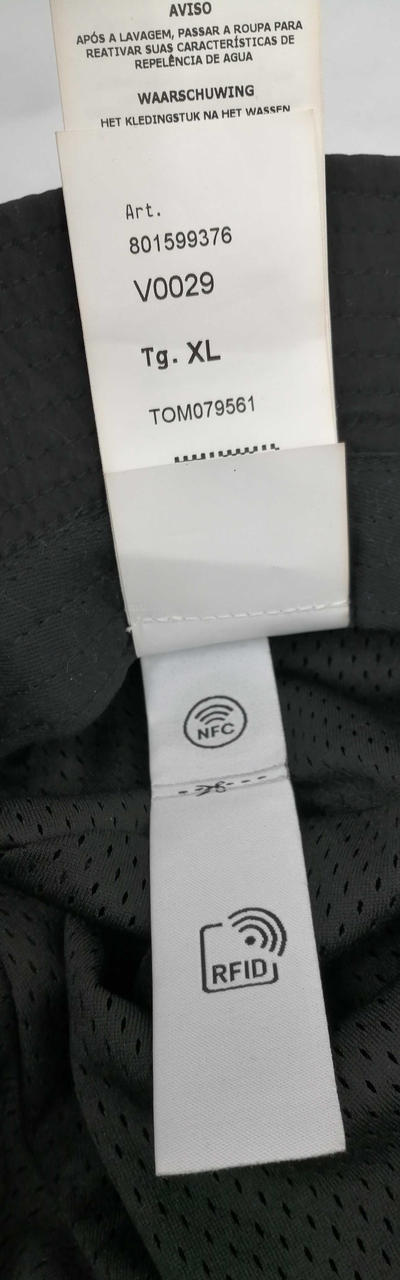 AVISO
APÓS A LAVAGEM, PASSAR A ROUPA PARA
REATIVAR SUAS CARACTERÍSTICAS DE
REPELÊNCIA DE AGUA
WAARSCHUWING
HET KLEDINGSTUK NA HET WASSEN
Art.
801599376
V0029
Tg. XL
TOM079561
NFC
RFID